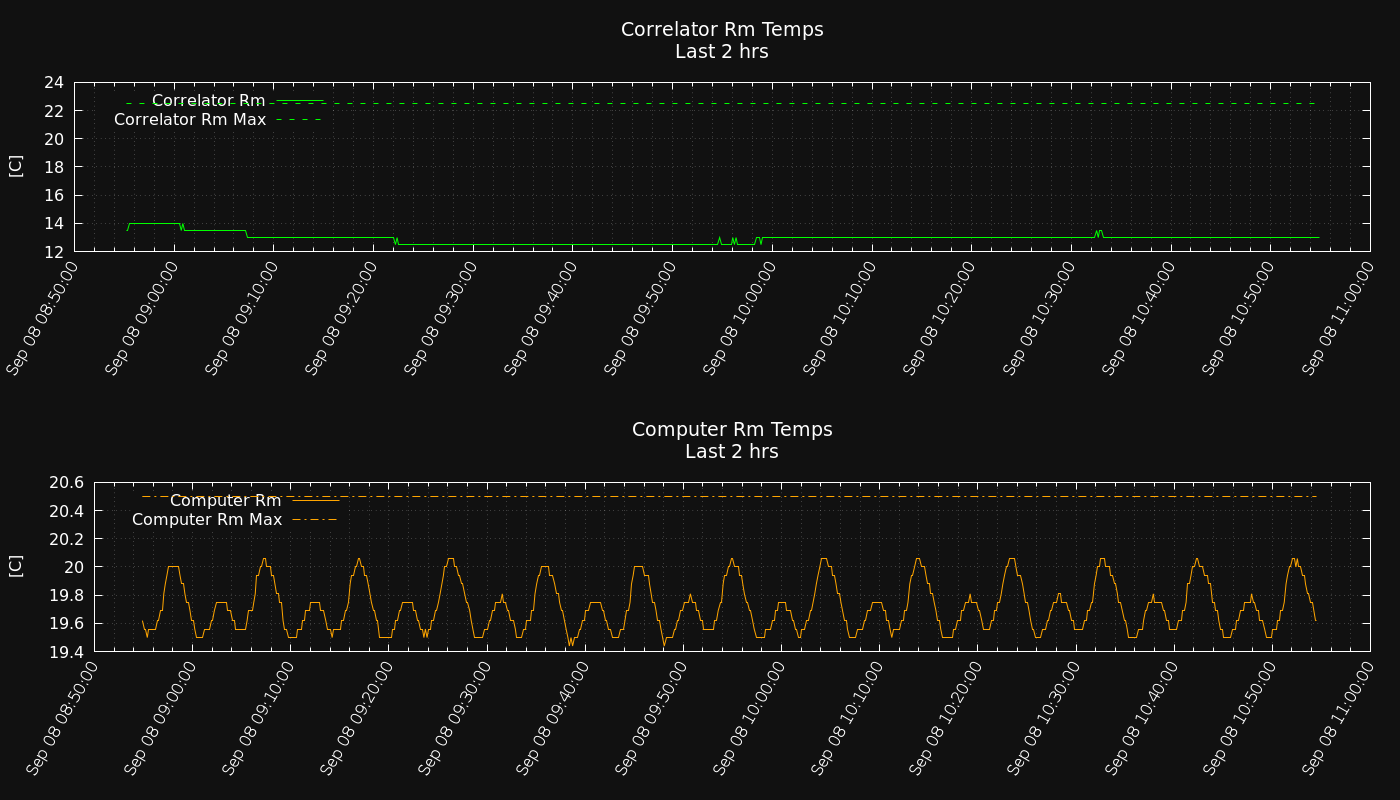 Correlator Rm Temps
Last 2 hrs
24
22
20
18
16
14
12
[C]
Correlator Rm
Correlator Rm Max
Sep 08 08:50:00
Sep 08 09:00:00
Sep 08 09:10:00
Sep 08 09:20:00
Sep 08 09:30:00
Sep 08 09:40:00
Sep 08 09:50:00
Sep 08 10:00:00
Sep 08 10:10:00
Sep 08 10:20:00
Sep 08 10:30:00
Sep 08 10:40:00
Sep 08 10:50:00
Sep 08 11:00:00
Computer Rm Temps
Last 2 hrs
20.6
20.4
20.2
20
19.8
19.6
19.4
[C]
Computer Rm
Computer Rm Max
Sep 08 08:50:00
Sep 08 09:00:00
Sep 08 09:10:00
Sep 08 09:20:00
Sep 08 09:30:00
Sep 08 09:40:00
Sep 08 09:50:00
Sep 08 10:00:00
Sep 08 10:10:00
Sep 08 10:20:00
Sep 08 10:30:00
Sep 08 10:40:00
Sep 08 10:50:00
Sep 08 11:00:00